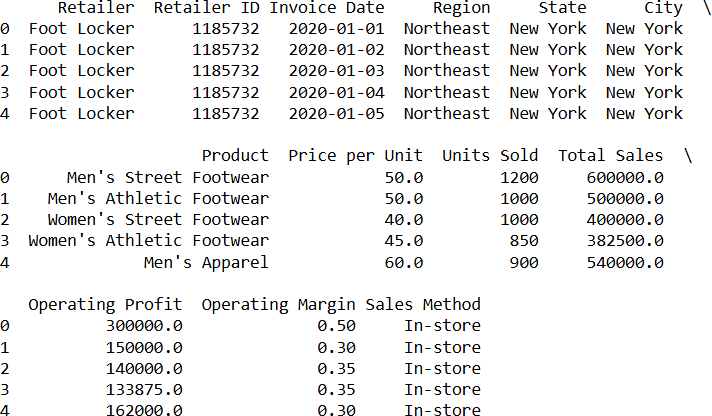 Retailer Retailer ID Invoice Date Region State City \
0 Foot Locker 1185732 2020-01-01 Northeast New York New York
1 Foot Locker 1185732 2020-01-02 Northeast New York New York
2 Foot Locker 1185732 2020-01-03 Northeast New York New York
3 Foot Locker 1185732 2020-01-04 Northeast New York New York
4 Foot Locker 1185732 2020-01-05 Northeast New York New York
Product Price per Unit Units Sold Total Sales \
0 Men's Street Footwear 50.0 1200 600000.0
1 Men's Athletic Footwear 50.0 1000 500000.0
2 Women's Street Footwear 40.0 1000 400000.0
3 Women's Athletic Footwear 45.0 850 382500.0
4 Men's Apparel 60.0 900 540000.0
Operating Profit Operating Margin Sales Method
0 300000.0 0.50 In-store
1 150000.0 0.30 In-store
2 140000.0 0.35 In-store
3 133875.0 0.35 In-store
4 162000.0 0.30 In-store